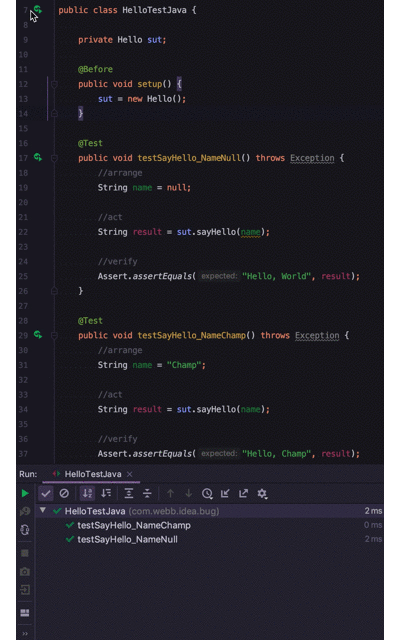 7 public class HelloTestJava {
8
9 private Hello sut;
10
11 @Before
12 public void setup() {
13 sut = new Hello();
14 }
15
16 @Test
17 public void testSayHello_NameNull() throws Exception {
18 //arrange
19 String name = null;
20
21 //act
22 String result = sut.sayHello(name);
23
24 //verify
25 Assert.assertEquals( expected: "Hello, World", result);
26 }
27
28 @Test
29 public void testSayHello_NameChamp() throws Exception {
30 //arrange
31 String name = "Champ";
32
33 //act
34 String result = sut.sayHello(name);
35
36 //verify
37 Assert.assertEquals( expected: "Hello, Champ", result);
Run: HelloTestJava ×
HelloTestJava (com.webb.idea.bug) 2 ms
testSayHello_NameChamp 0 ms
testSayHello_NameNull 2 ms